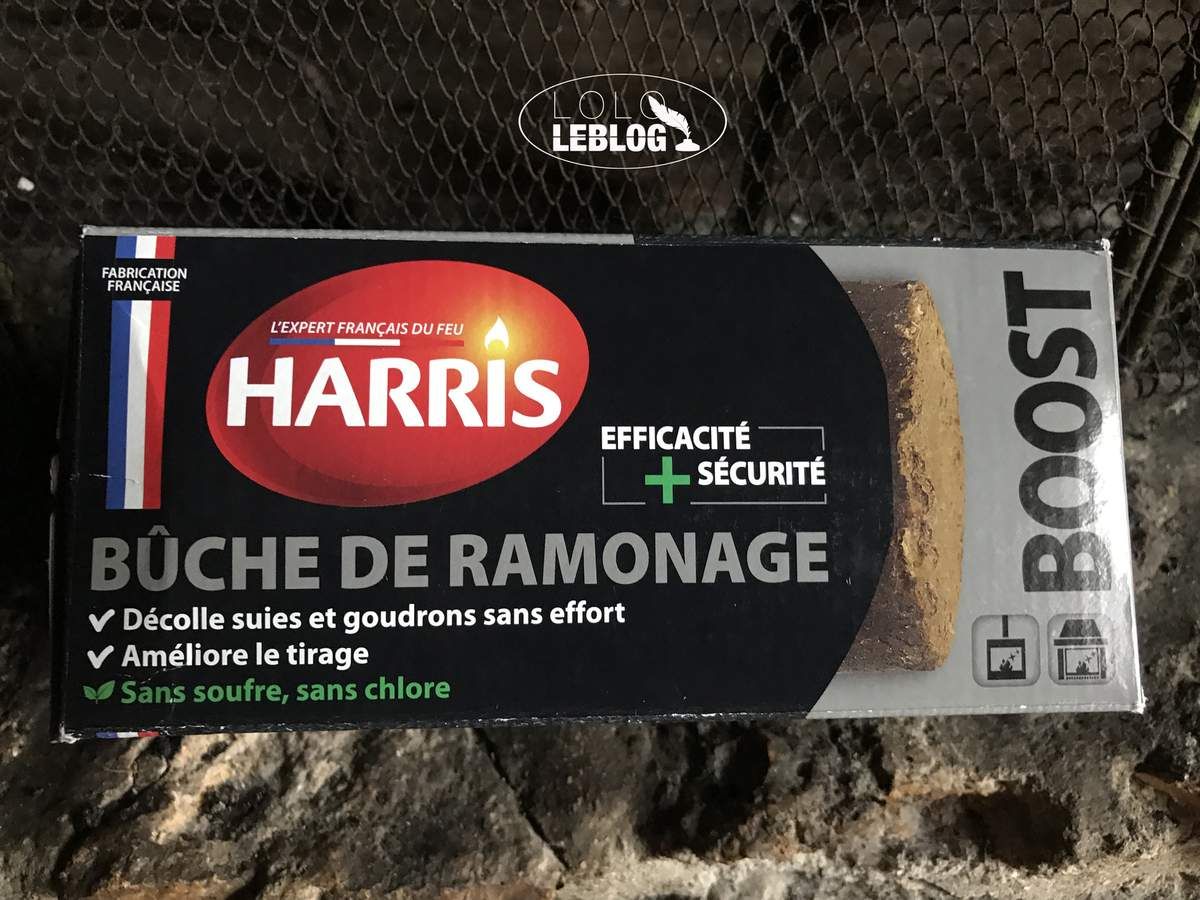 LOLO
LEBLOG
FABRICATION
FRANÇAISE
L'EXPERT FRANÇAIS DU FEU
HARRIS
EFFICACITÉ
+ SÉCURITÉ
BÛCHE DE RAMONAGE
Décolle suies et goudrons sans effort
Améliore le tirage
Sans soufre, sans chlore
BOOST